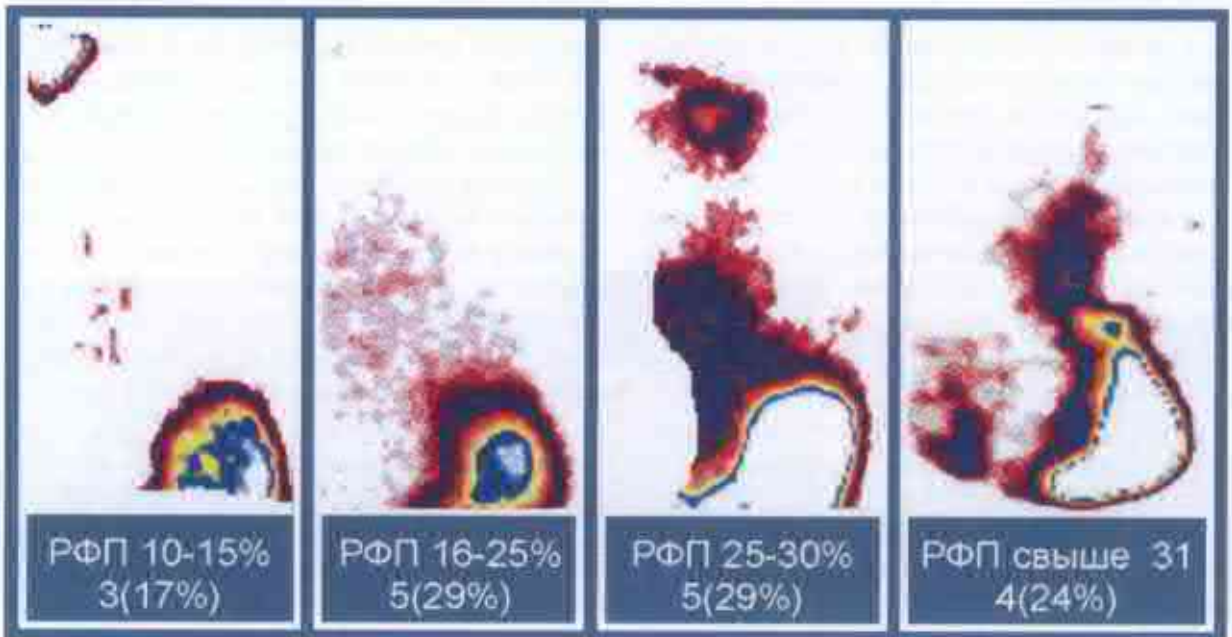 РФП 10-15%
3(17%)
РФП 16-25%
5(29%)
РФП 25-30%
5(29%)
РФП свыше 31
4(24%)